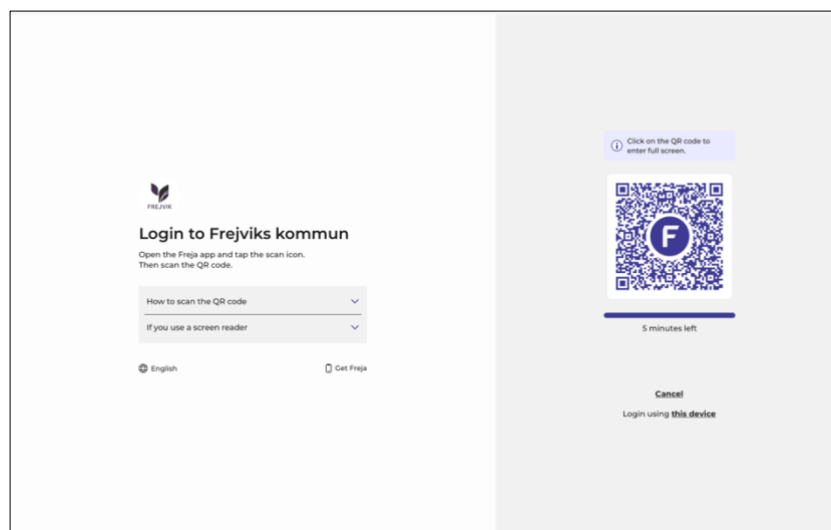 FREJVIK
Login to Frejviks kommun
Open the Freja app and tap the scan icon.
Then scan the QR code.
How to scan the QR code
If you use a screen reader
English
Get Freja
Click on the QR code to
enter full screen.
F
5 minutes left
Cancel
Login using this device